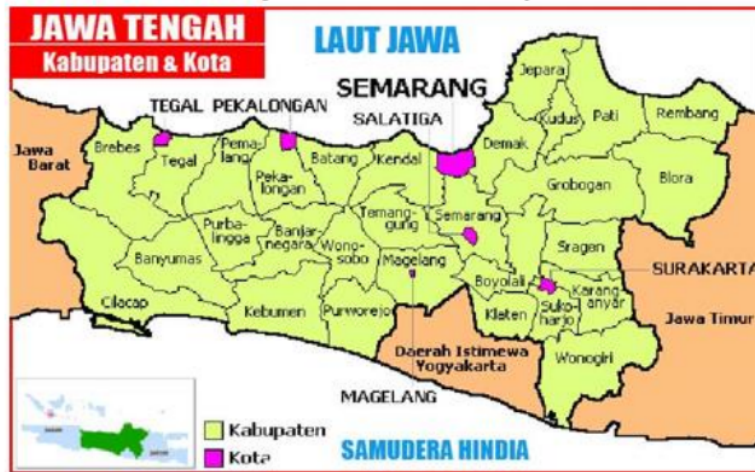 JAWA TENGAH
Kabupaten & Kota
LAUT JAWA
SEMARANG
TEGAL PEKALONGAN
SALATIGA
Jepara
Kudus
Pati
Rembang
Jawa
Barat
Brebes
Tegal
Pema-
lang
Peka-
longan
Batang
Kendal
Demak
Grobogan
Blora
Purba-
lingga
Banjar-
negara
Wono-
sobo
Temang-
gung
Semarang
Banyumas
Magelang
Sragen
SURAKARTA
Boyolali
Karang-
anyar
Cilacap
Kebumen
Purworejo
Klaten
Suko-
harjo
Jawa Timur
Daerah Istimewa
Yogyakarta
Wonogiri
MAGELANG
Kabupaten
Kota
SAMUDERA HINDIA